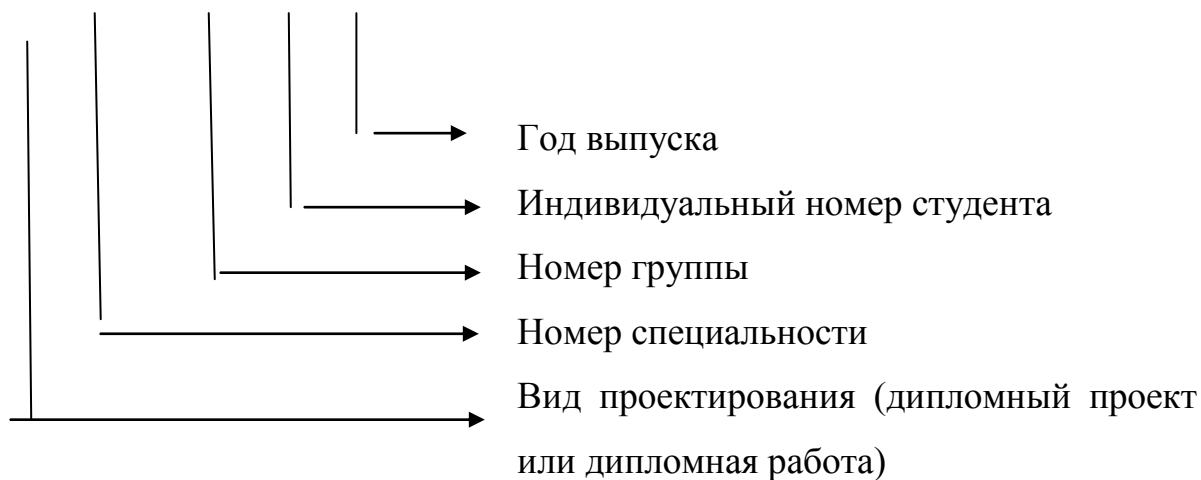 Год выпуска
Индивидуальный номер студента
Номер группы
Номер специальности
Вид проектирования (дипломный проект
или дипломная работа)